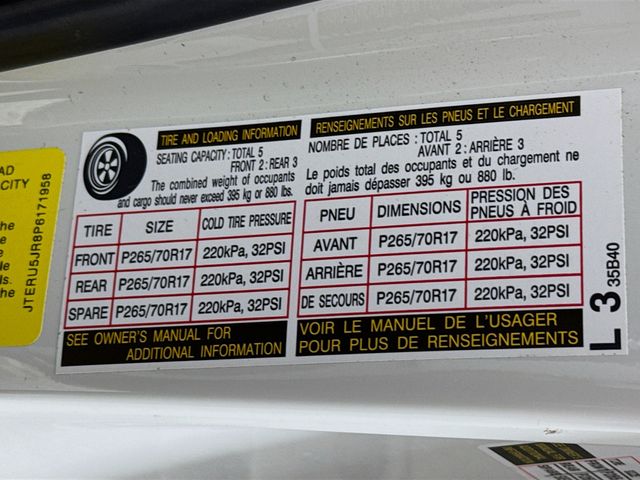 AD
CITY
the
e
de
ds.
the
JTERU5JR8P6171958
TIRE AND LOADING INFORMATION
SEATING CAPACITY : TOTAL 5
FRONT 2 : REAR 3
The combined weight of occupants
and cargo should never exceed 395 kg or 880 lbs.
TIRE SIZE COLD TIRE PRESSURE
FRONT P265/70R17 220kPa, 32PSI
REAR P265/70R17 220kPa, 32PSI
SPARE P265/70R17 220kPa, 32PSI
SEE OWNER'S MANUAL FOR
ADDITIONAL INFORMATION
RENSEIGNEMENTS SUR LES PNEUS ET LE CHARGEMENT
NOMBRE DE PLACES : TOTAL 5
AVANT 2 : ARRIÈRE 3
Le poids total des occupants et du chargement ne
doit jamais dépasser 395 kg ou 880 lb.
PNEU DIMENSIONS PRESSION DES PNEUS À FROID
AVANT P265/70R17 220kPa, 32PSI
ARRIÈRE P265/70R17 220kPa, 32PSI
DE SECOURS P265/70R17 220kPa, 32PSI
VOIR LE MANUEL DE L'USAGER
POUR PLUS DE RENSEIGNEMENTS
L 3 35B40